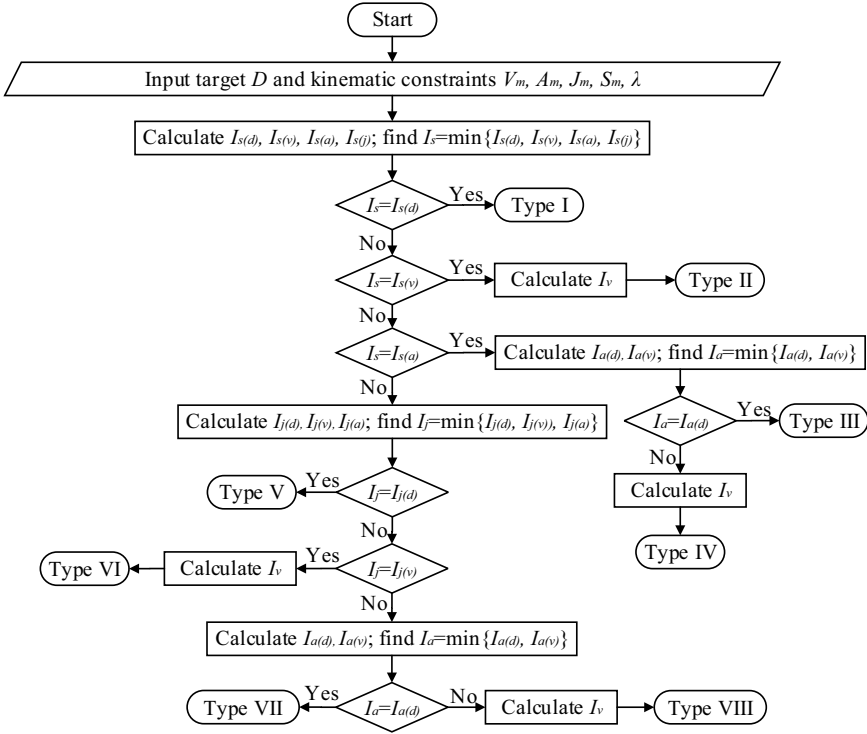 Start
Input target D and kinematic constraints Vm, Am, Jm, Sm, λ
Calculate Is(d), Is(v), Is(a), Is(j); find Is=min{Is(d), Is(v), Is(a), Is(j)}
Is=Is(d)
Yes
Type I
No
Is=Is(v)
Yes
Calculate Iv
Type II
No
Is=Is(a)
Yes
Calculate Ia(d), Ia(v); find Ia=min{Ia(d), Ia(v)}
No
Calculate Ij(d), Ij(v), Ij(a); find Ij=min{Ij(d), Ij(v)), Ij(a)}
Ia=Ia(d)
Yes
Type III
No
Calculate Iv
Type IV
Ij=Ij(d)
Yes
Type V
No
Ij=Ij(v)
Yes
Calculate Iv
Type VI
No
Calculate Ia(d), Ia(v); find Ia=min{Ia(d), Ia(v)}
Ia=Ia(d)
Yes
Type VII
No
Calculate Iv
Type VIII